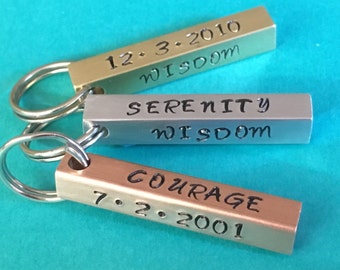 12·3·2010
WISDOM
SERENITY
WISDOM
COURAGE
7·2·2001